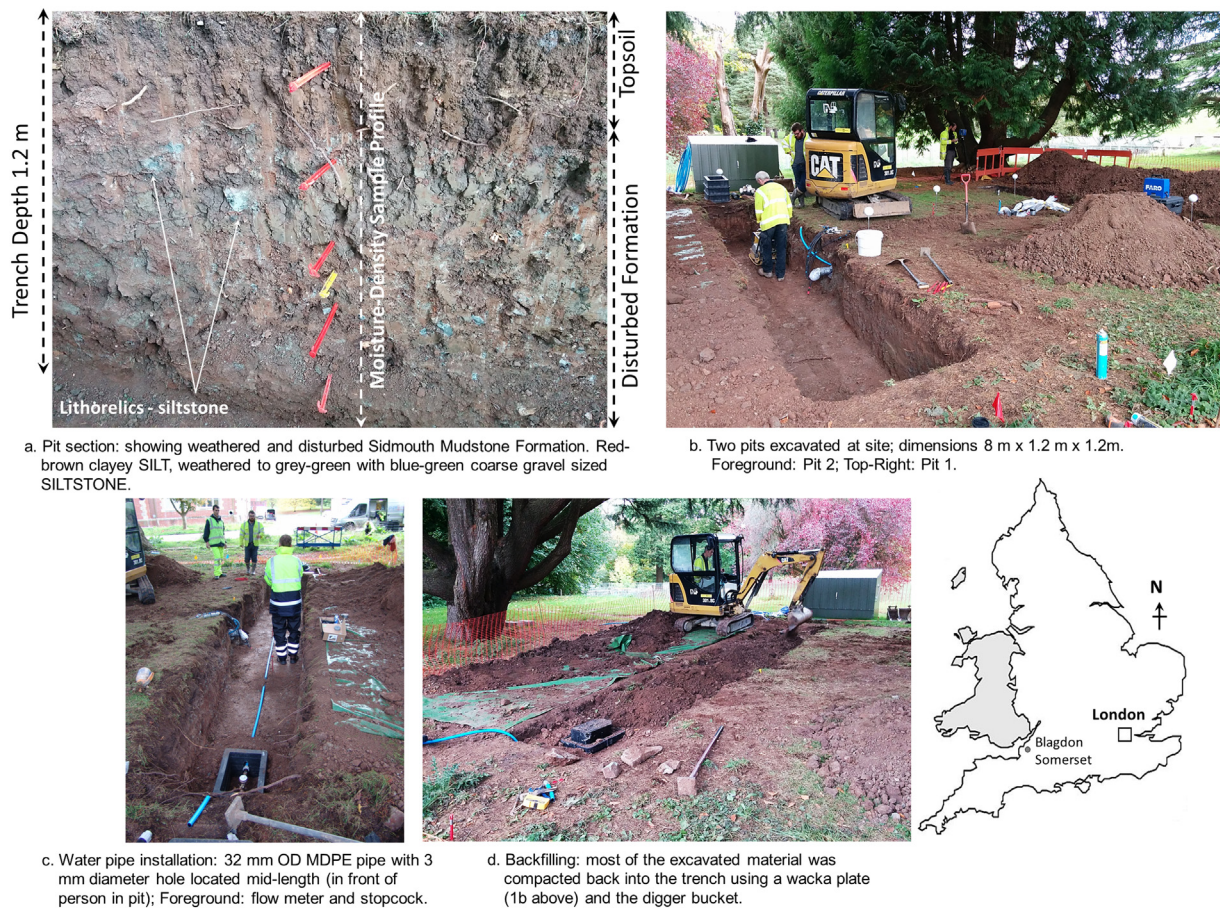 Trench Depth 1.2 m
Moisture-Density Sample Profile
Topsoil
Disturbed Formation
Lithorelics - siltstone
a. Pit section: showing weathered and disturbed Sidmouth Mudstone Formation. Red-
brown clayey SILT, weathered to grey-green with blue-green coarse gravel sized
SILTSTONE.
CATERPILLAR
CAT
FARO
b. Two pits excavated at site; dimensions 8 m x 1.2 m x 1.2m.
Foreground: Pit 2; Top-Right: Pit 1.
c. Water pipe installation: 32 mm OD MDPE pipe with 3
mm diameter hole located mid-length (in front of
person in pit); Foreground: flow meter and stopcock.
d. Backfilling: most of the excavated material was
compacted back into the trench using a wacka plate
(1b above) and the digger bucket.
N
London
Blagdon
Somerset